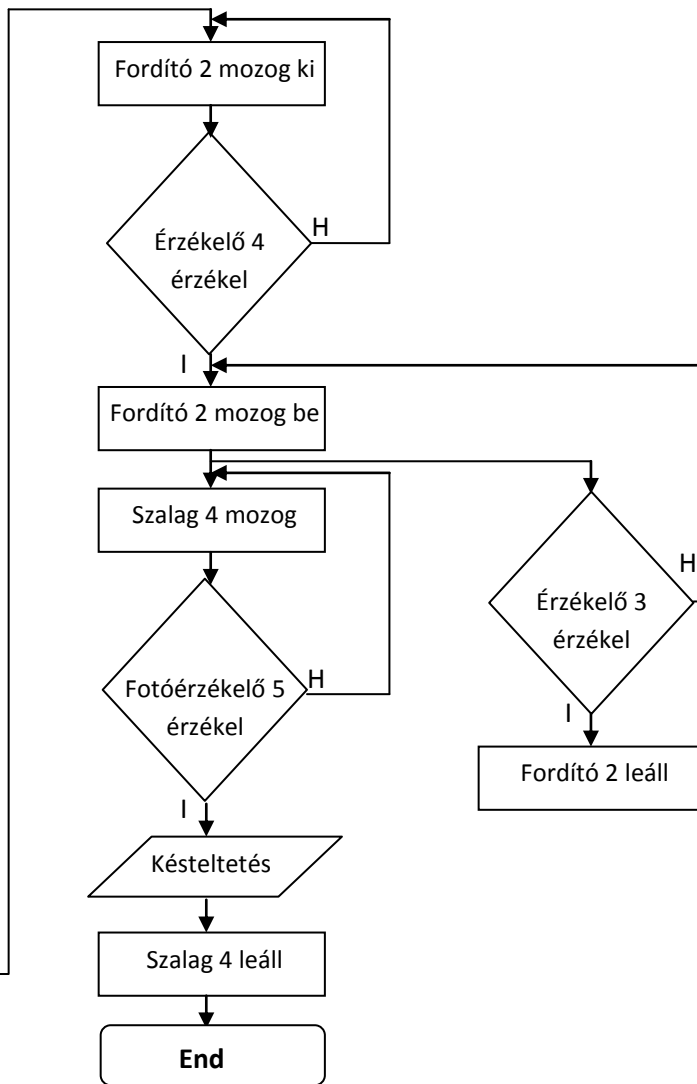 Fordító 2 mozog ki
H
Érzékelő 4
érzékel
I
Fordító 2 mozog be
Szalag 4 mozog
H
Érzékelő 3
érzékel
I
Fordító 2 leáll
Fotóérzékelő 5
érzékel
H
I
Késteltetés
Szalag 4 leáll
End